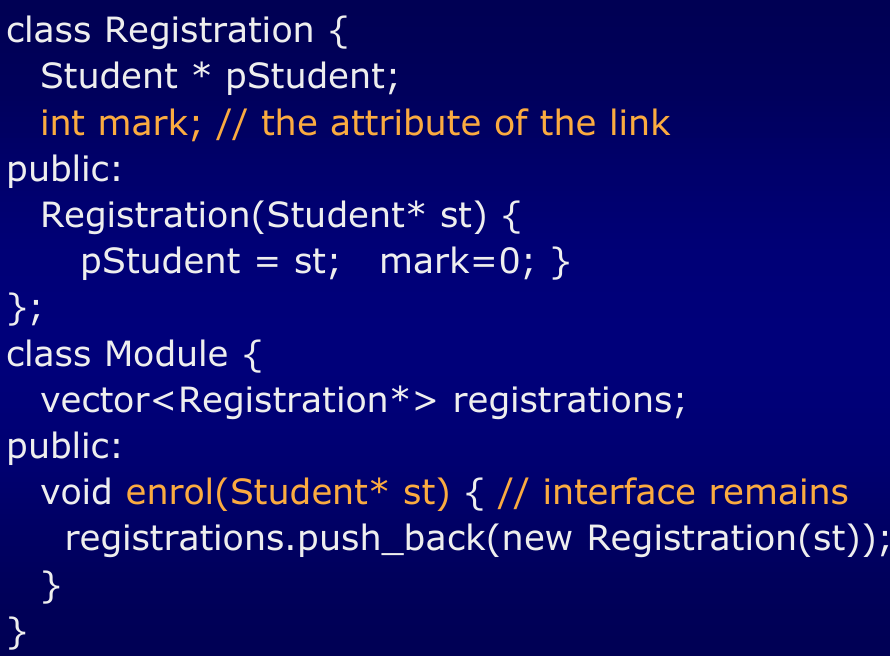 class Registration {
Student * pStudent;
int mark; // the attribute of the link
public:
Registration(Student* st) {
pStudent = st; mark=0; }
};
class Module {
vector<Registration*> registrations;
public:
void enrol(Student* st) { // interface remains
registrations.push_back(new Registration(st));
}
}